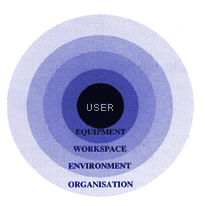 USER
EQUIPMENT
WORKSPACE
ENVIRONMENT
ORGANISATION